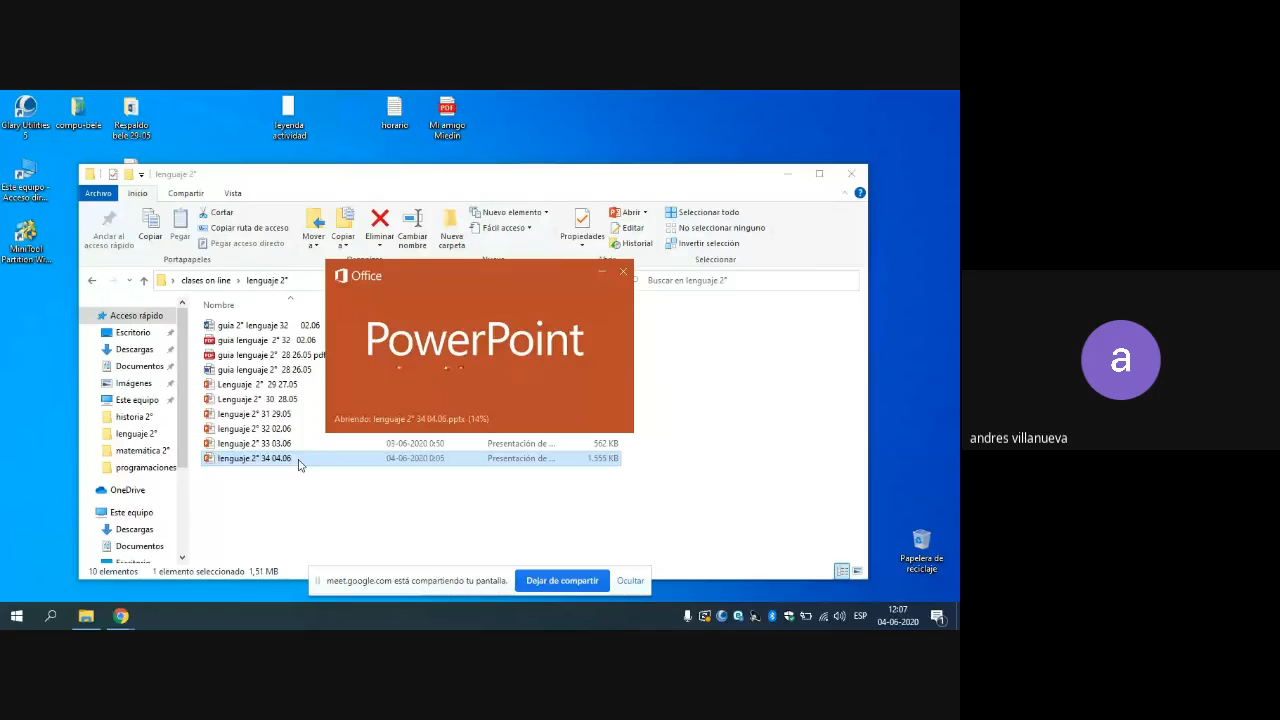 Glary Utilities 5
compu-bele
Respaldo bele 29-05
leyenda actividad
horario
Mi amigo Miedin
Este equipo - Acceso dir...
MiniTool Partition Wi...
lenguaje 2°
Archivo Inicio Compartir Vista
Anclar al acceso rápido
Copiar
Pegar
Cortar
Copiar ruta de acceso
Pegar acceso directo
Portapapeles
Mover a
Copiar a
Eliminar
Cambiar nombre
Nueva carpeta
Nuevo elemento
Fácil acceso
Propiedades
Abrir
Editar
Historial
Seleccionar todo
No seleccionar ninguno
Invertir selección
Seleccionar
clases on line > lenguaje 2°
Buscar en lenguaje 2°
Acceso rápido
Escritorio
Descargas
Documentos
Imágenes
Este equipo
historia 2°
lenguaje 2°
matemática 2°
programaciones
OneDrive
Este equipo
Descargas
Documentos
Escritorio
Nombre
guia 2° lenguaje 32 02.06
guia lenguaje 2° 32 02.06
guia lenguaje 2° 28 26.05 pdf
guia lenguaje 2° 28 26.05
Lenguaje 2° 29 27.05
Lenguaje 2° 30 28.05
lenguaje 2° 31 29.05
lenguaje 2° 32 02.06
lenguaje 2° 33 03.06 03-06-2020 0:50 Presentación de ... 562 KB
lenguaje 2° 34 04.06 04-06-2020 0:05 Presentación de ... 1.555 KB
Office
PowerPoint
Abriendo: lenguaje 2° 34 04.06.pptx (14%)
10 elementos 1 elemento seleccionado 1,51 MB
meet.google.com está compartiendo tu pantalla.
Dejar de compartir
Ocultar
Papelera de reciclaje
ESP
12:07
04-06-2020
1
a
andres villanueva